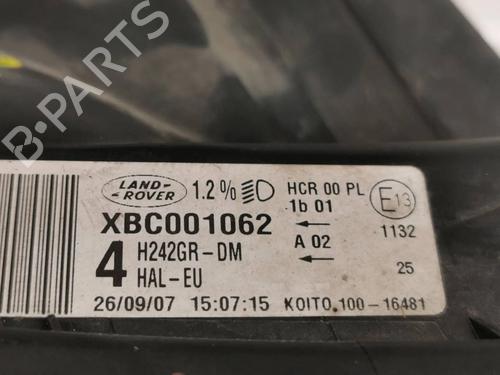 B-PARTS
LAND-
ROVER
1.2%
HCR 00 PL
1b 01
E13
XBC001062
A 02
1132
4
H242GR-DM
HAL-EU
25
26/09/07 15:07:15 KOITO 100-16481